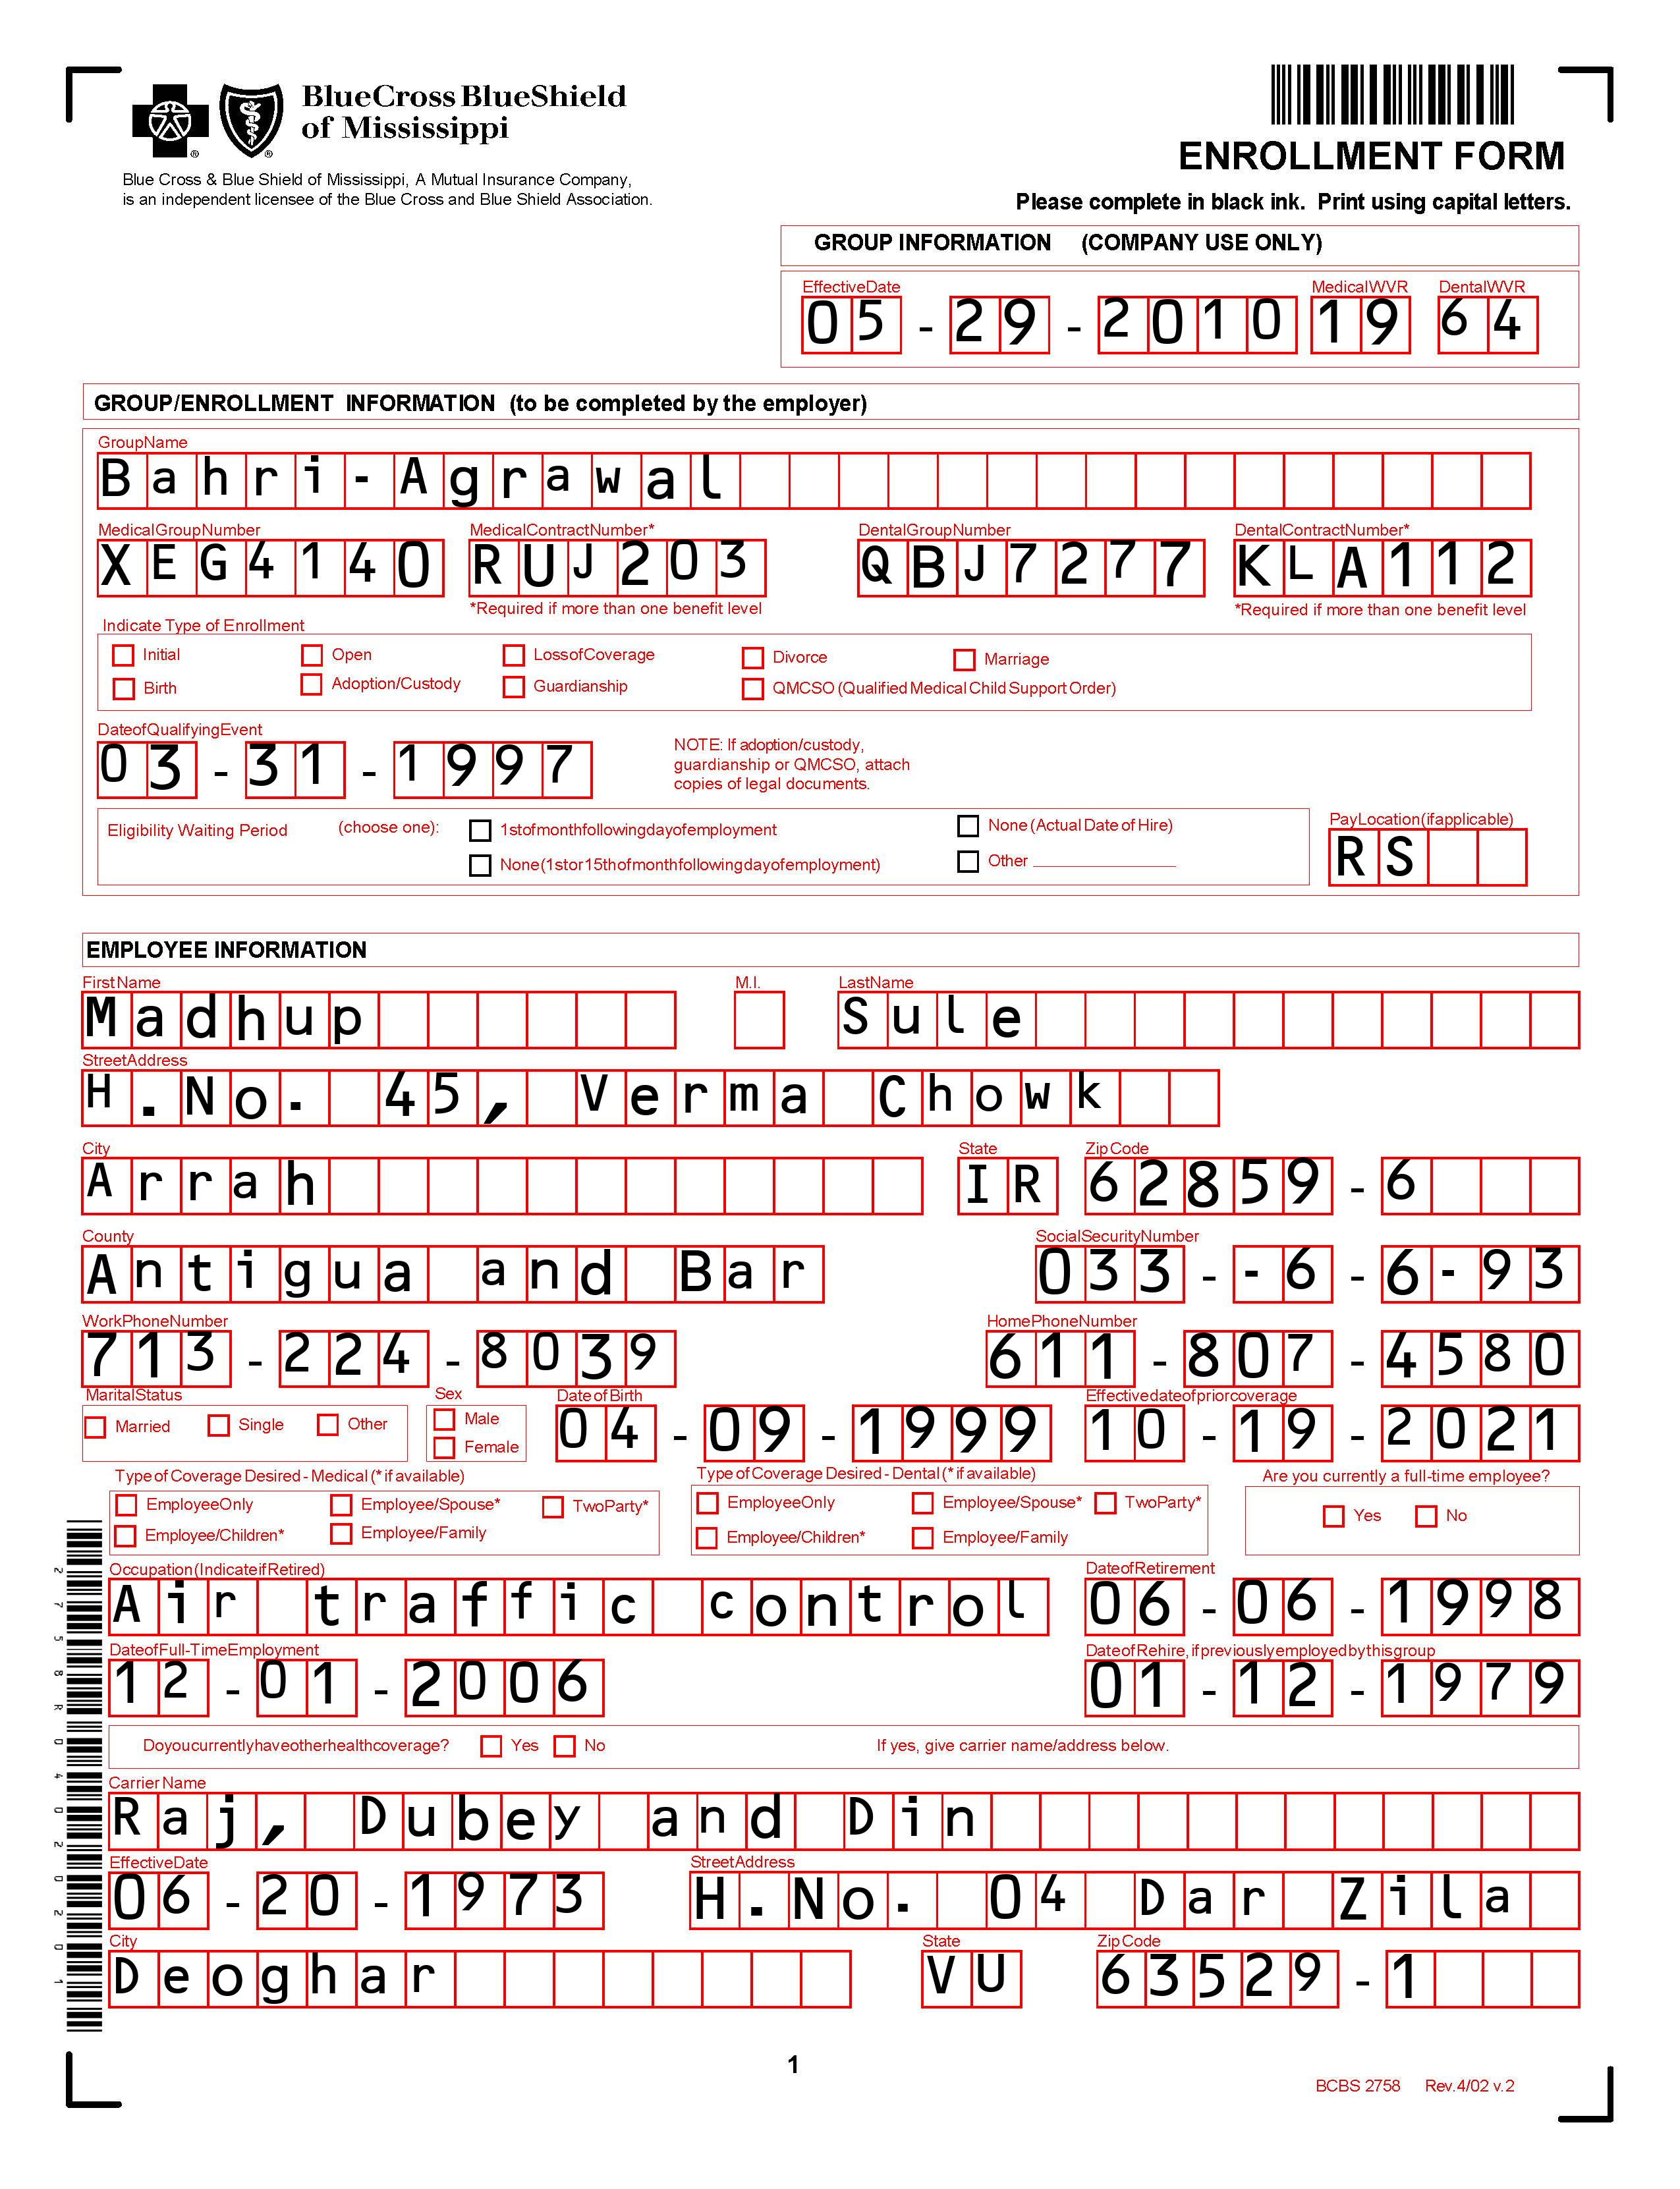 BlueCross BlueShield
of Mississippi
Blue Cross & Blue Shield of Mississippi, A Mutual Insurance Company,
is an independent licensee of the Blue Cross and Blue Shield Association.
ENROLLMENT FORM
Please complete in black ink. Print using capital letters.
GROUP INFORMATION (COMPANY USE ONLY)
EffectiveDate MedicalWVR DentalWVR
05-29-2010 19 64
GROUP/ENROLLMENT INFORMATION (to be completed by the employer)
GroupName
Bahri-Agrawal
MedicalGroupNumber MedicalContractNumber* DentalGroupNumber DentalContractNumber*
XEG4140 RUJ203 QBJ7277 KLA112
*Required if more than one benefit level *Required if more than one benefit level
Indicate Type of Enrollment
Initial Open LossofCoverage Divorce Marriage
Birth Adoption/Custody Guardianship QMCSO (Qualified Medical Child Support Order)
DateofQualifyingEvent
03-31-1997
NOTE: If adoption/custody,
guardianship or QMCSO, attach
copies of legal documents.
Eligibility Waiting Period (choose one): 1stofmonthfollowingdayofemployment None (Actual Date of Hire)
None(1stor15thofmonthfollowingdayofemployment) Other
PayLocation(ifapplicable)
RS
EMPLOYEE INFORMATION
FirstName M.I. LastName
Madhup Sule
StreetAddress
H.No. 45, Verma Chowk
City State Zip Code
Arrah IR 62859-6
County SocialSecurityNumber
Antigua and Bar 033--6-6-93
WorkPhoneNumber HomePhoneNumber
713-224-8039 611-807-4580
MaritalStatus Sex Date of Birth Effectivedateofpriorcoverage
Married Single Other Male Female 04-09-1999 10-19-2021
Type of Coverage Desired - Medical (* if available) Type of Coverage Desired - Dental (* if available) Are you currently a full-time employee?
EmployeeOnly Employee/Spouse* TwoParty* EmployeeOnly Employee/Spouse* TwoParty* Yes No
Employee/Children* Employee/Family Employee/Children* Employee/Family
Occupation (IndicateifRetired) DateofRetirement
Air traffic control 06-06-1998
DateofFull-TimeEmployment DateofRehire, ifpreviouslyemployedbythisgroup
12-01-2006 01-12-1979
Doyoucurrentlyhaveotherhealthcoverage? Yes No If yes, give carrier name/address below.
Carrier Name
Raj, Dubey and Din
EffectiveDate StreetAddress
06-20-1973 H.No. 04 Dar Zila
City State Zip Code
Deoghar VU 63529-1
2758R04022001
1
BCBS 2758 Rev.4/02 v.2